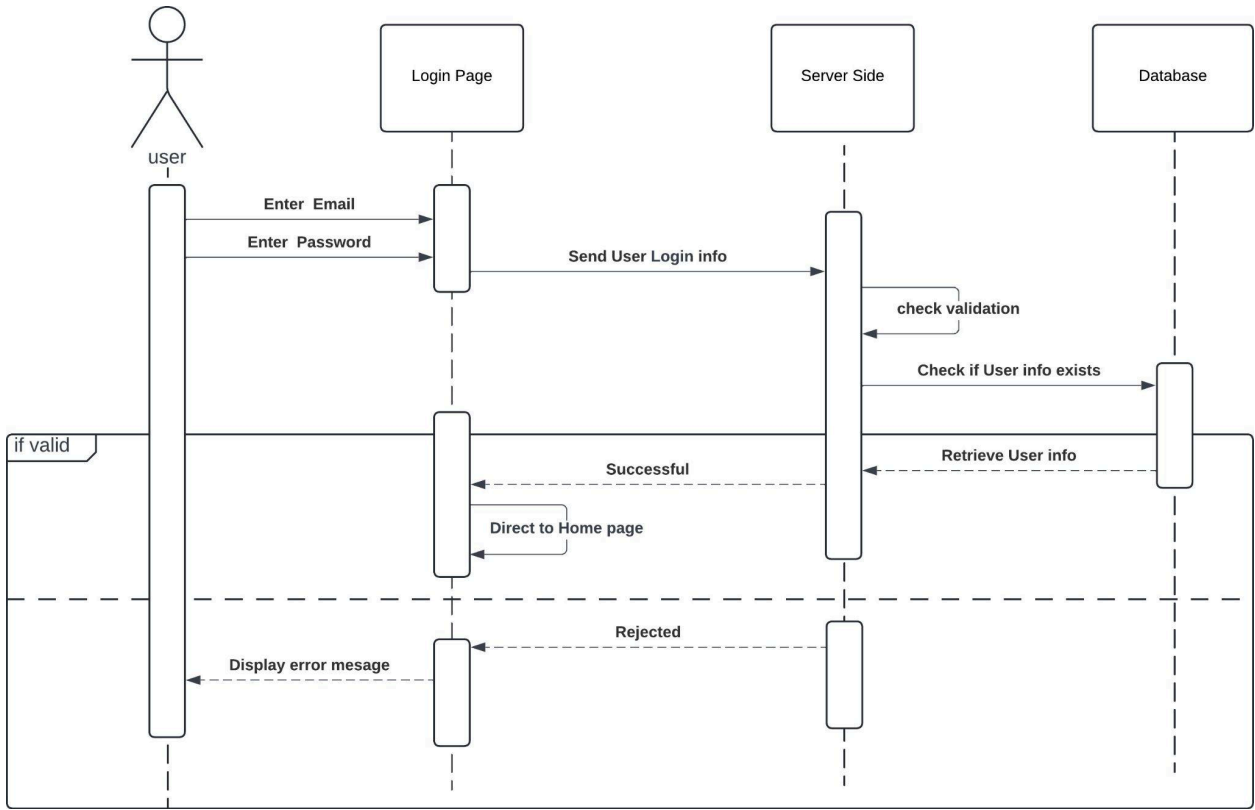 Login Page
Server Side
Database
user
Enter  Email
Enter  Password
Send User Login info
check validation
Check if User info exists
if valid
Retrieve User info
Successful
Direct to Home page
Rejected
Display error mesage